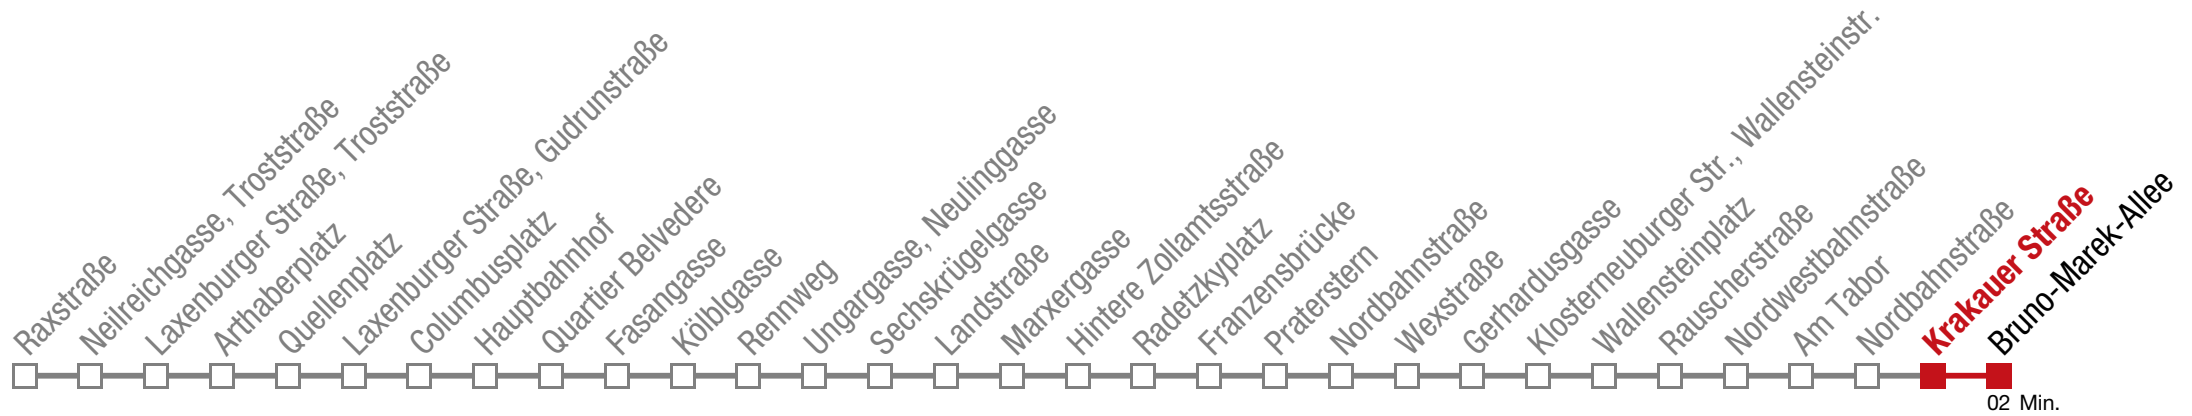 Raxstraße
Neilreichgasse, Troststraße
Laxenburger Straße, Troststraße
Arthaberplatz
Quellenplatz
Laxenburger Straße, Gudrunstraße
Columbusplatz
Hauptbahnhof
Quartier Belvedere
Fasangasse
Kölblgasse
Rennweg
Ungargasse, Neulinggasse
Sechskrügelgasse
Landstraße
Marxergasse
Hintere Zollamtsstraße
Radetzkyplatz
Franzensbrücke
Praterstern
Nordbahnstraße
Wexstraße
Gerhardusgasse
Klosterneuburger Str., Wallensteinstr.
Wallensteinplatz
Rauscherstraße
Nordwestbahnstraße
Am Tabor
Nordbahnstraße
Krakauer Straße
Bruno-Marek-Allee
02 Min.